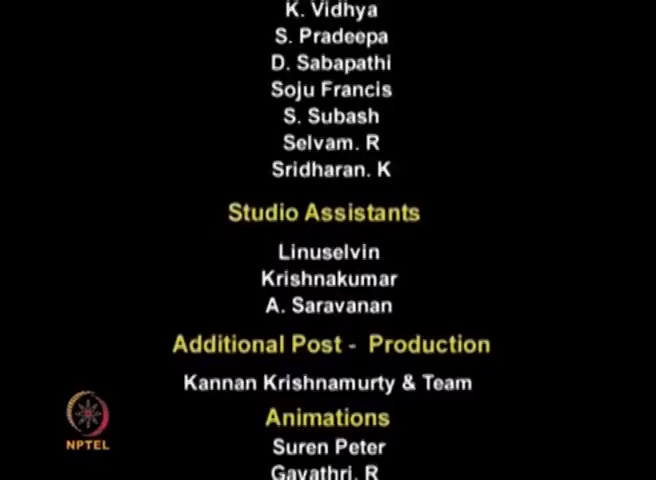 K. Vidhya
S. Pradeepa
D. Sabapathi
Soju Francis
S. Subash
Selvam. R
Sridharan. K
Studio Assistants
Linuselvin
Krishnakumar
A. Saravanan
Additional Post - Production
Kannan Krishnamurty & Team
Animations
Suren Peter
Gayathri. R
NPTEL